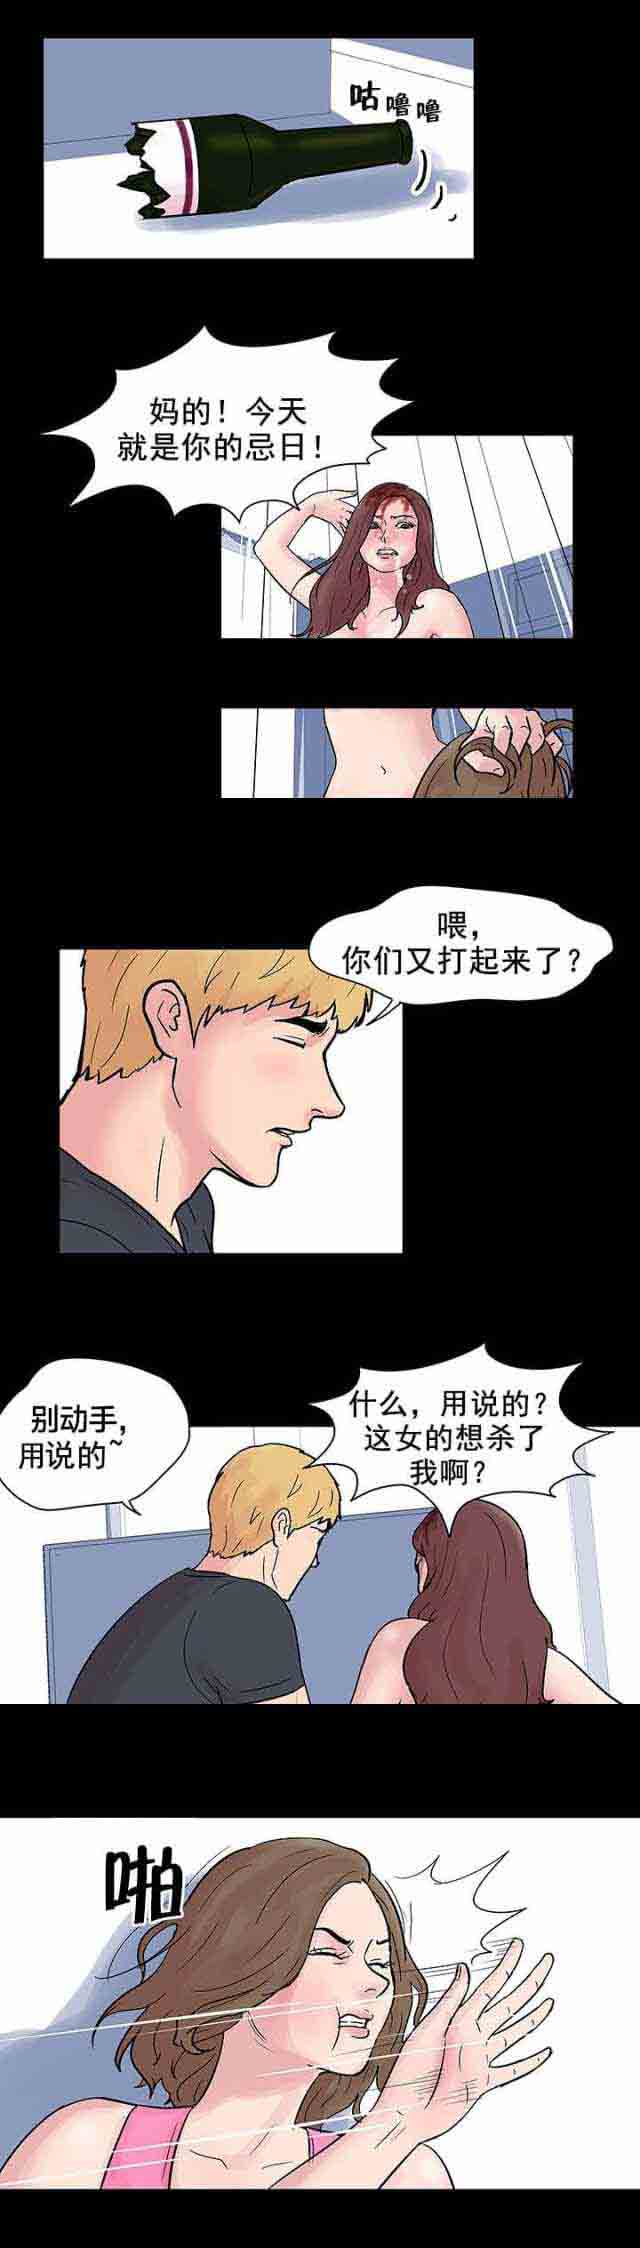 咕噜噜
妈的！今天
就是你的忌日！
喂，
你们又打起来了？
别动手，
用说的~
什么，用说的？
这女的想杀了
我啊？
啪